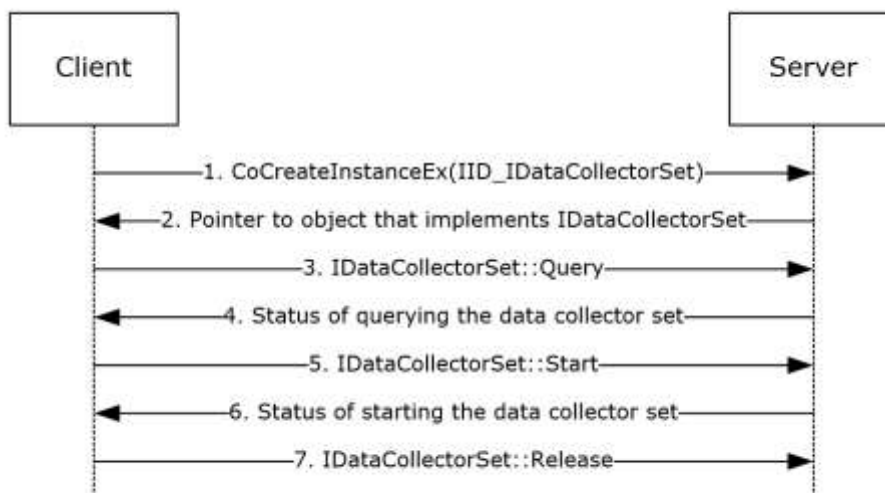 Client
Server
1. CoCreateInstanceEx(IID_IDataCollectorSet)
2. Pointer to object that implements IDataCollectorSet
3. IDataCollectorSet::Query
4. Status of querying the data collector set
5. IDataCollectorSet::Start
6. Status of starting the data collector set
7. IDataCollectorSet::Release